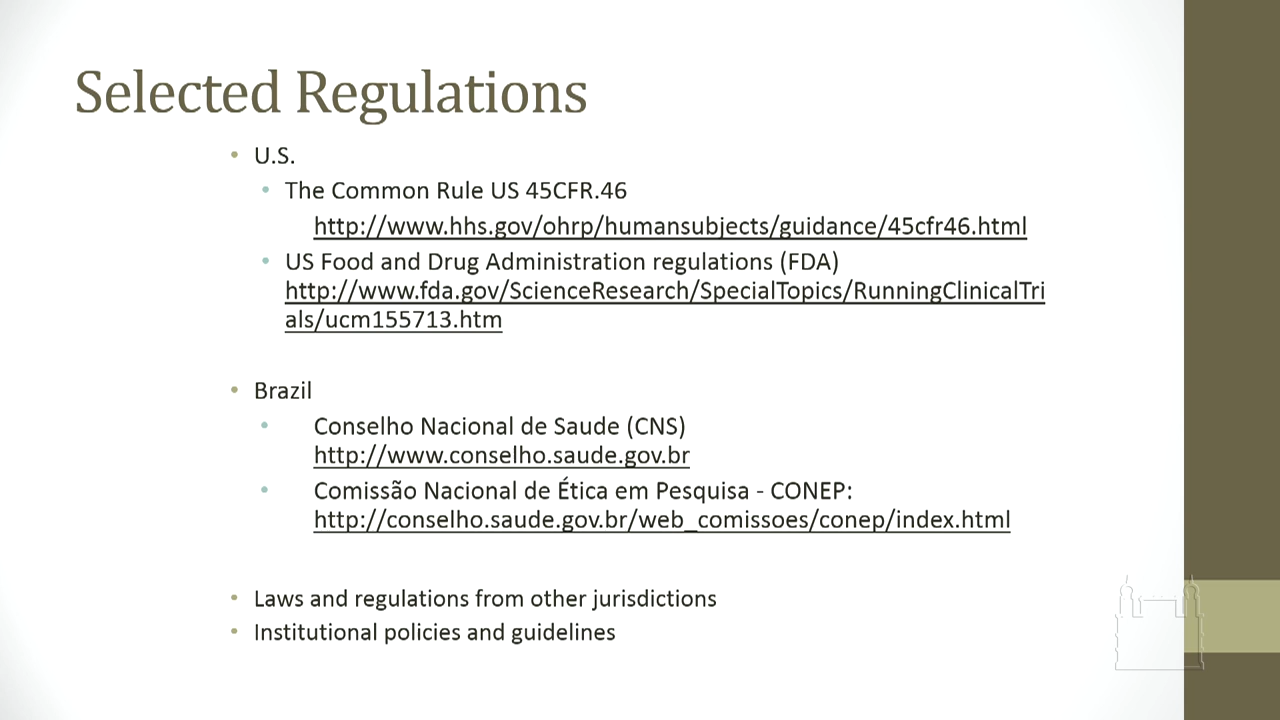 Selected Regulations
• U.S.
• The Common Rule US 45CFR.46
http://www.hhs.gov/ohrp/humansubjects/guidance/45cfr46.html
• US Food and Drug Administration regulations (FDA)
http://www.fda.gov/ScienceResearch/SpecialTopics/RunningClinicalTri
als/ucm155713.htm
• Brazil
• Conselho Nacional de Saude (CNS)
http://www.conselho.saude.gov.br
• Comissão Nacional de Ética em Pesquisa - CONEP:
http://conselho.saude.gov.br/web_comissoes/conep/index.html
• Laws and regulations from other jurisdictions
• Institutional policies and guidelines